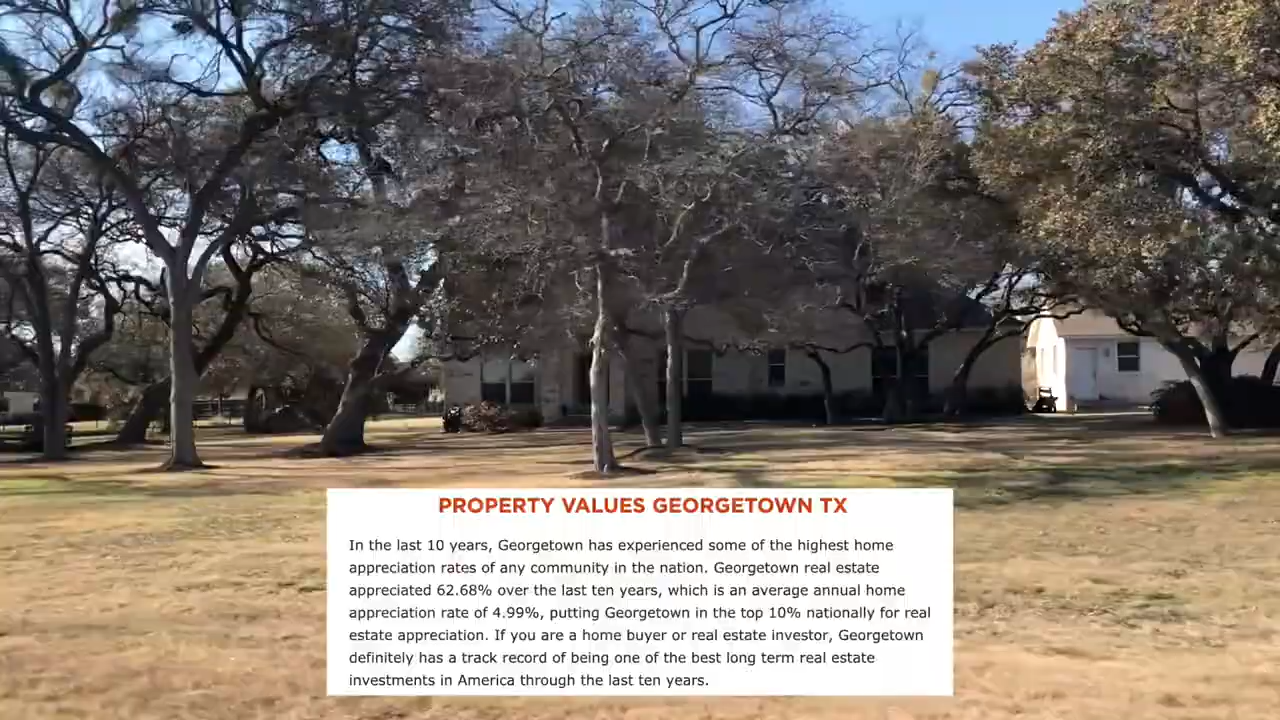 PROPERTY VALUES GEORGETOWN TX
In the last 10 years, Georgetown has experienced some of the highest home
appreciation rates of any community in the nation. Georgetown real estate
appreciated 62.68% over the last ten years, which is an average annual home
appreciation rate of 4.99%, putting Georgetown in the top 10% nationally for real
estate appreciation. If you are a home buyer or real estate investor, Georgetown
definitely has a track record of being one of the best long term real estate
investments in America through the last ten years.